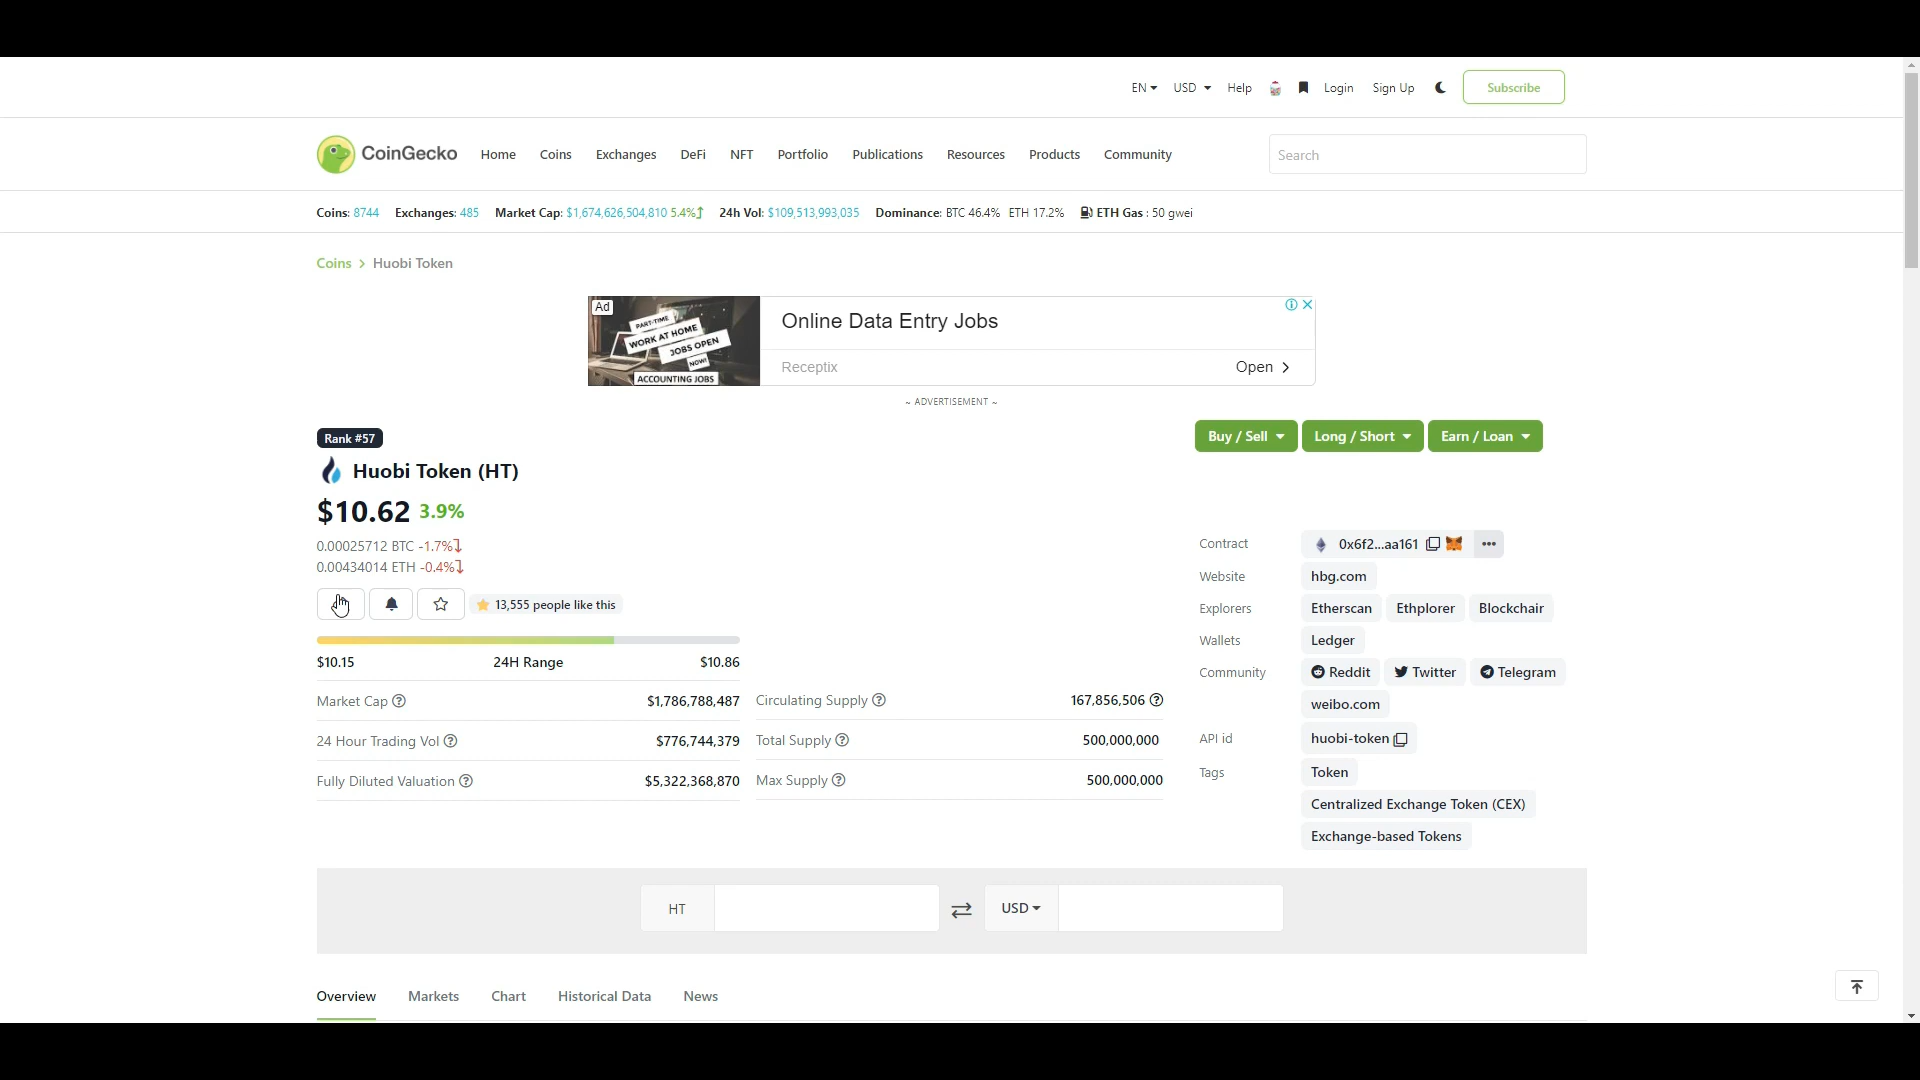 EN USD Help Login Sign Up Subscribe
CoinGecko Home Coins Exchanges DeFi NFT Portfolio Publications Resources Products Community Search
Coins: 8744 Exchanges: 485 Market Cap: $1,674,626,504,810 5.4% 24h Vol: $109,513,993,035 Dominance: BTC 46.4% ETH 17.2% ETH Gas : 50 gwei
Coins > Huobi Token
Ad
PART-TIME
WORK AT HOME
JOBS OPEN
NOW!
ACCOUNTING JOBS
Online Data Entry Jobs
Receptix Open >
~ ADVERTISEMENT ~
Rank #57
Buy / Sell Long / Short Earn / Loan
Huobi Token (HT)
$10.62 3.9%
0.00025712 BTC -1.7%
0.00434014 ETH -0.4%
13,555 people like this
$10.15 24H Range $10.86
Market Cap $1,786,788,487
24 Hour Trading Vol $776,744,379
Fully Diluted Valuation $5,322,368,870
Circulating Supply 167,856,506
Total Supply 500,000,000
Max Supply 500,000,000
Contract 0x6f2...aa161
Website hbg.com
Explorers Etherscan Ethplorer Blockchair
Wallets Ledger
Community Reddit Twitter Telegram
weibo.com
API id huobi-token
Tags Token
Centralized Exchange Token (CEX)
Exchange-based Tokens
HT USD
Overview Markets Chart Historical Data News